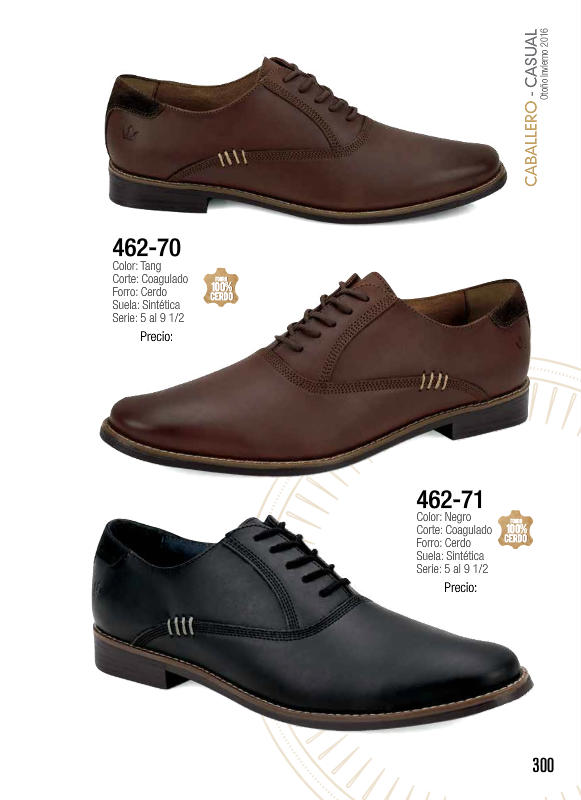 CABALLERO - CASUAL
Otoño Invierno 2016
462-70
Color: Tang
Corte: Coagulado
Forro: Cerdo
Suela: Sintética
Serie: 5 al 9 1/2
Precio:
FORRO
100%
CERDO
462-71
Color: Negro
Corte: Coagulado
Forro: Cerdo
Suela: Sintética
Serie: 5 al 9 1/2
Precio:
FORRO
100%
CERDO
300